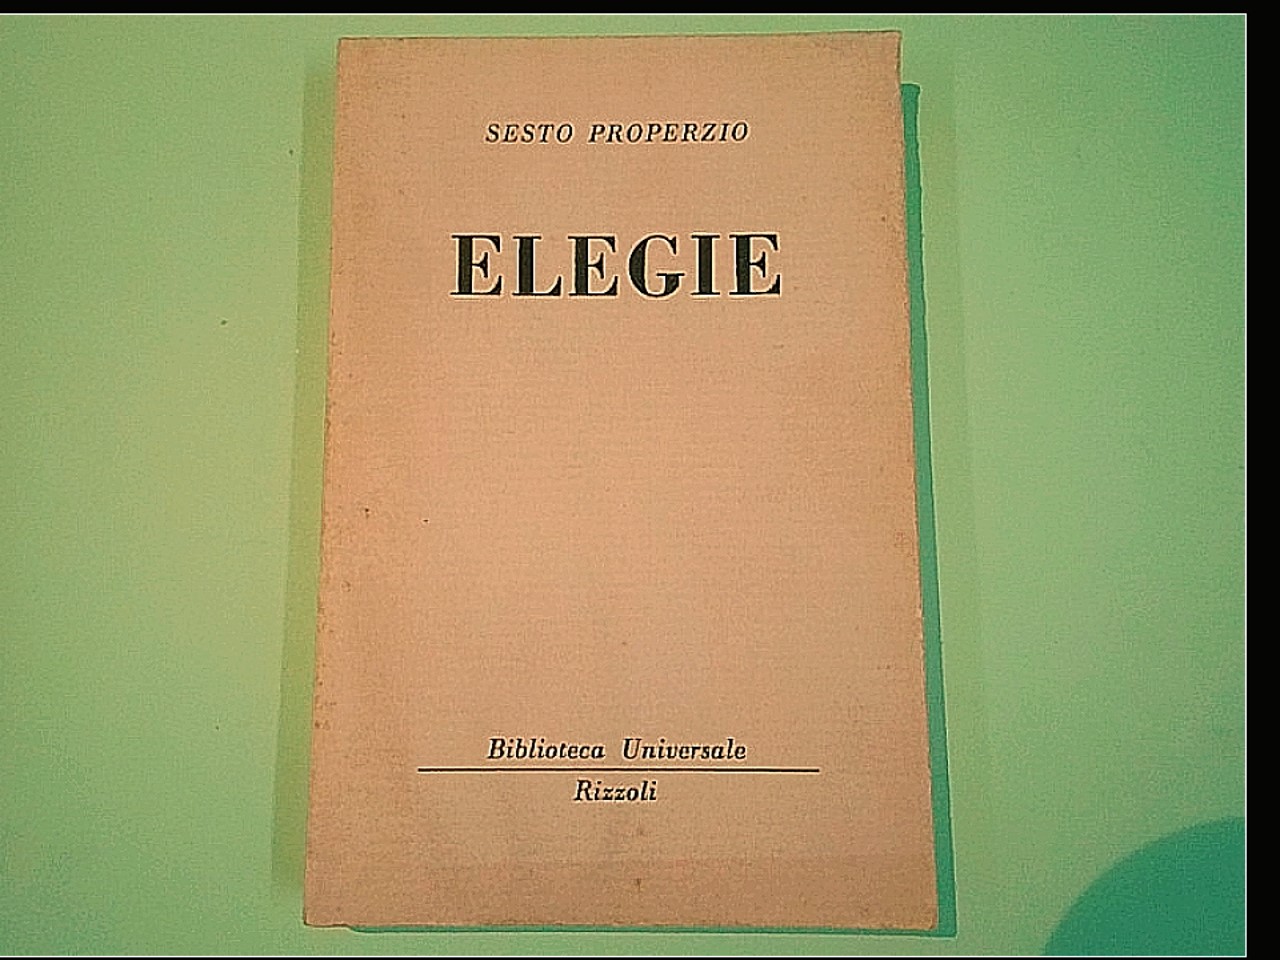 SESTO PROPERZIO
ELEGIE
Biblioteca Universale
Rizzoli